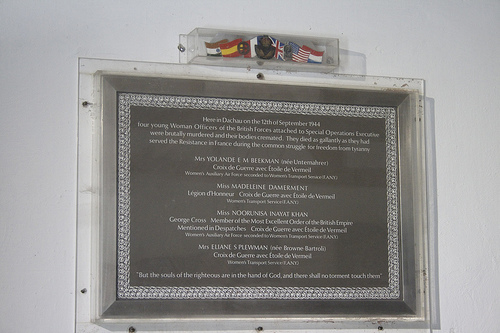 Here in Dachau on the 12th of September 1944
four young Woman Officers of the British Forces attached to Special Operations Executive
were brutally murdered and their bodies cremated. They died as gallantly as they had
served the Resistance in France during the common struggle for freedom from tyranny
Mrs YOLANDE E M BEEKMAN (née Unternahrer)
Croix de Guerre avec Étoile de Vermeil
Women's Auxiliary Air Force seconded to Women's Transport Service (F.A.N.Y.)
Miss MADELEINE DAMERMENT
Légion d'Honneur Croix de Guerre avec Étoile de Vermeil
Women's Transport Service (F.A.N.Y.)
Miss NOORUNISA INAYAT KHAN
George Cross Member of the Most Excellent Order of the British Empire
Mentioned in Despatches Croix de Guerre avec Étoile de Vermeil
Women's Auxiliary Air Force seconded to Women's Transport Service (F.A.N.Y.)
Mrs ELIANE S PLEWMAN (née Browne-Bartroli)
Croix de Guerre avec Étoile de Vermeil
Women's Transport Service (F.A.N.Y.)
"But the souls of the righteous are in the hand of God, and there shall no torment touch them"